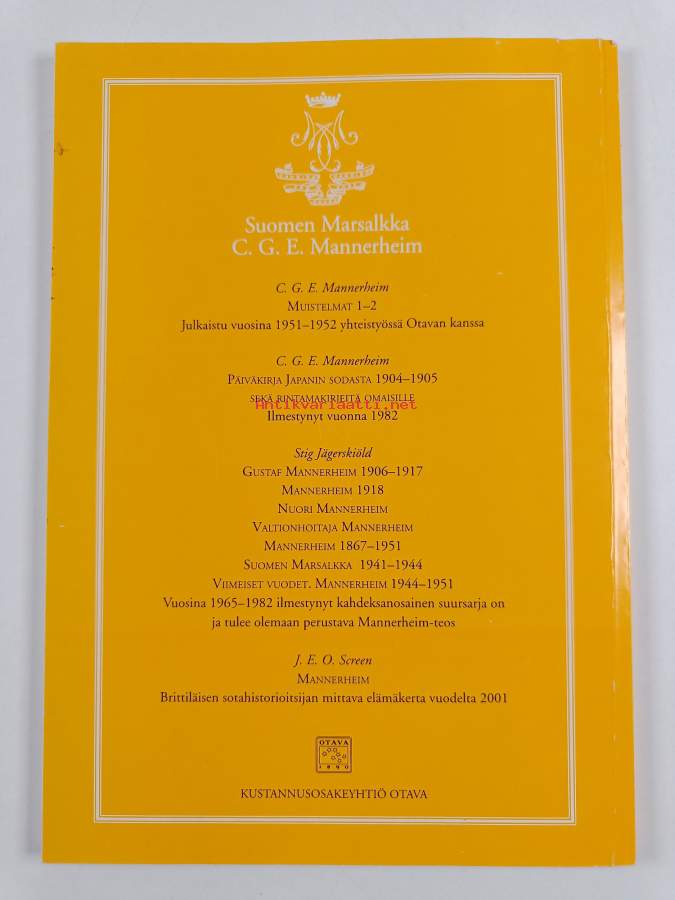 Suomen Marsalkka
C. G. E. Mannerheim
C. G. E. Mannerheim
MUISTELMAT 1–2
Julkaistu vuosina 1951–1952 yhteistyössä Otavan kanssa
C. G. E. Mannerheim
PÄIVÄKIRJA JAPANIN SODASTA 1904–1905
SEKÄ RINTAMAKIRJEITÄ OMAISILLE
Antikvariaatti.net
Ilmestynyt vuonna 1982
Stig Jägerskiöld
GUSTAF MANNERHEIM 1906–1917
MANNERHEIM 1918
NUORI MANNERHEIM
VALTIONHOITAJA MANNERHEIM
MANNERHEIM 1867–1951
SUOMEN MARSALKKA 1941–1944
VIIMEISET VUODET. MANNERHEIM 1944–1951
Vuosina 1965–1982 ilmestynyt kahdeksanosainen suursarja on
ja tulee olemaan perustava Mannerheim-teos
J. E. O. Screen
MANNERHEIM
Brittiläisen sotahistorioitsijan mittava elämäkerta vuodelta 2001
OTAVA
1890
KUSTANNUSOSAKEYHTIÖ OTAVA